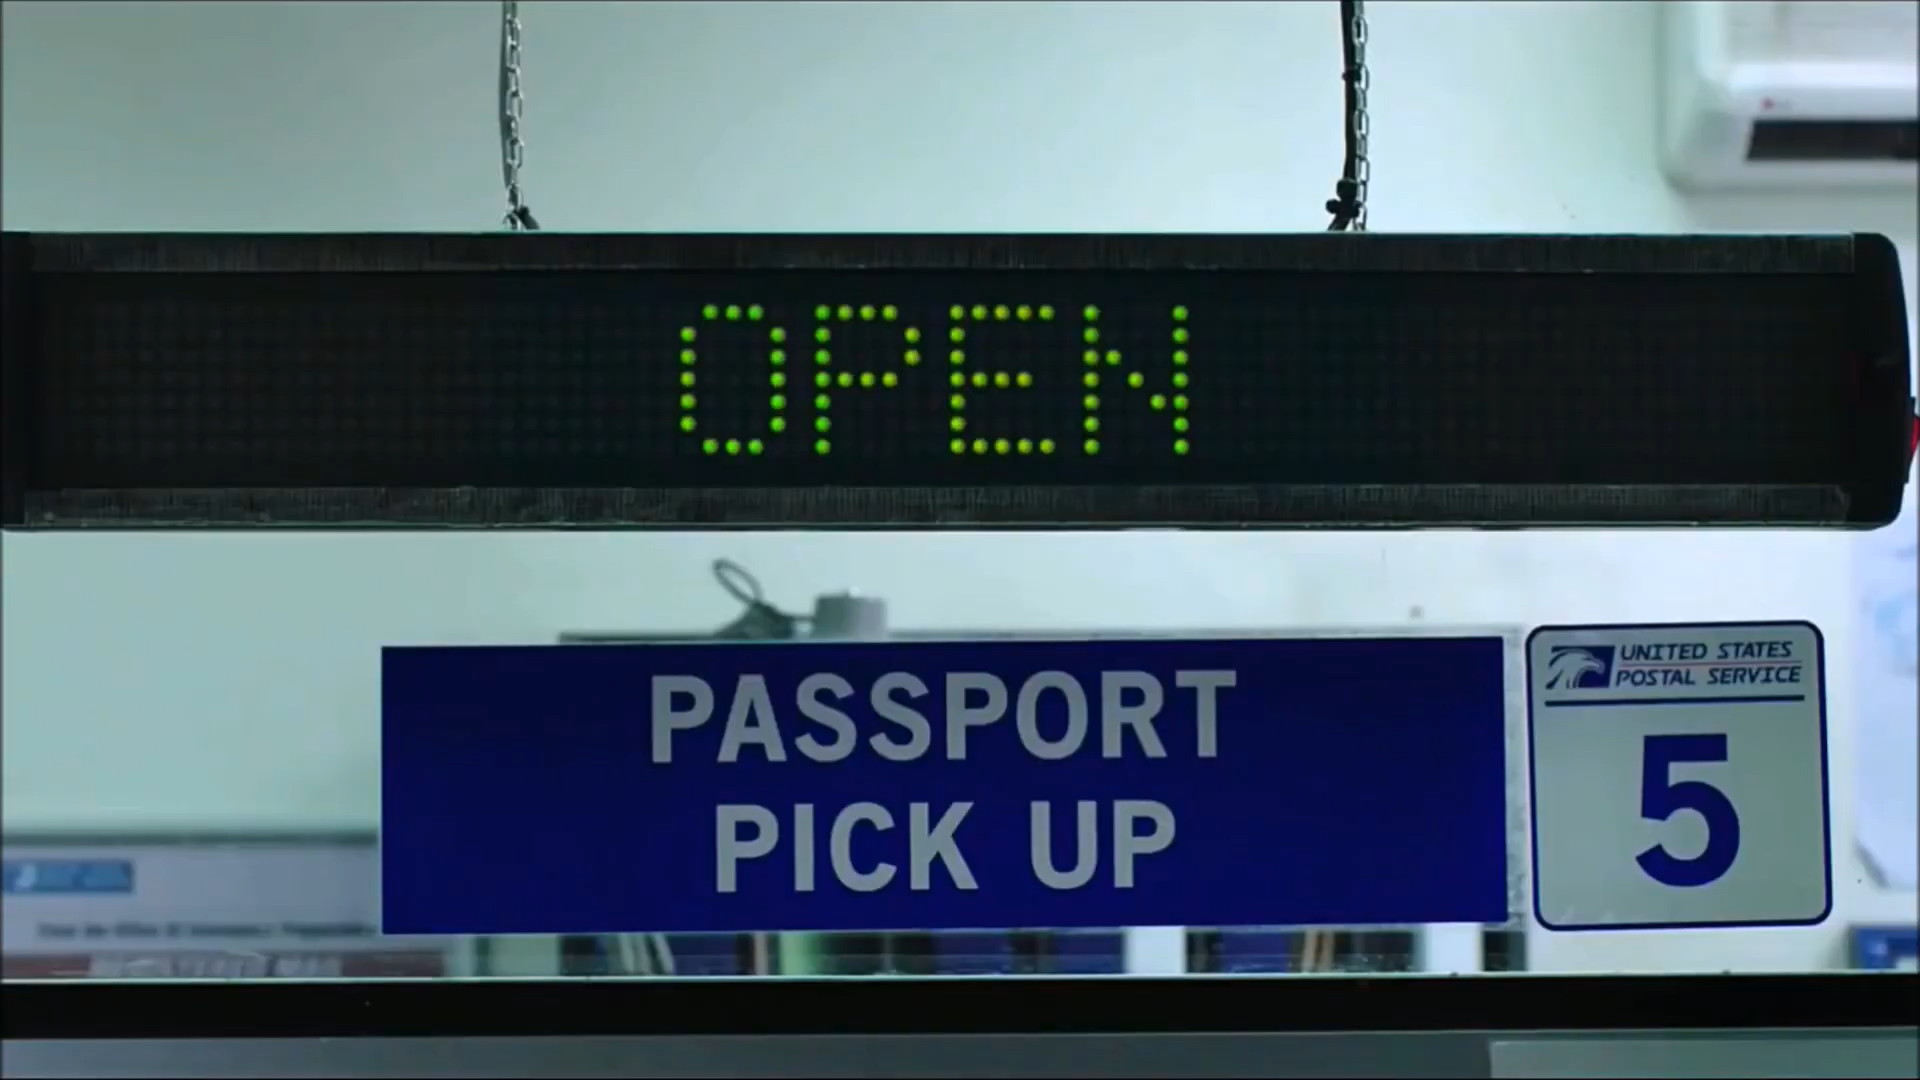 OPEN
PASSPORT
PICK UP
UNITED STATES
POSTAL SERVICE
5